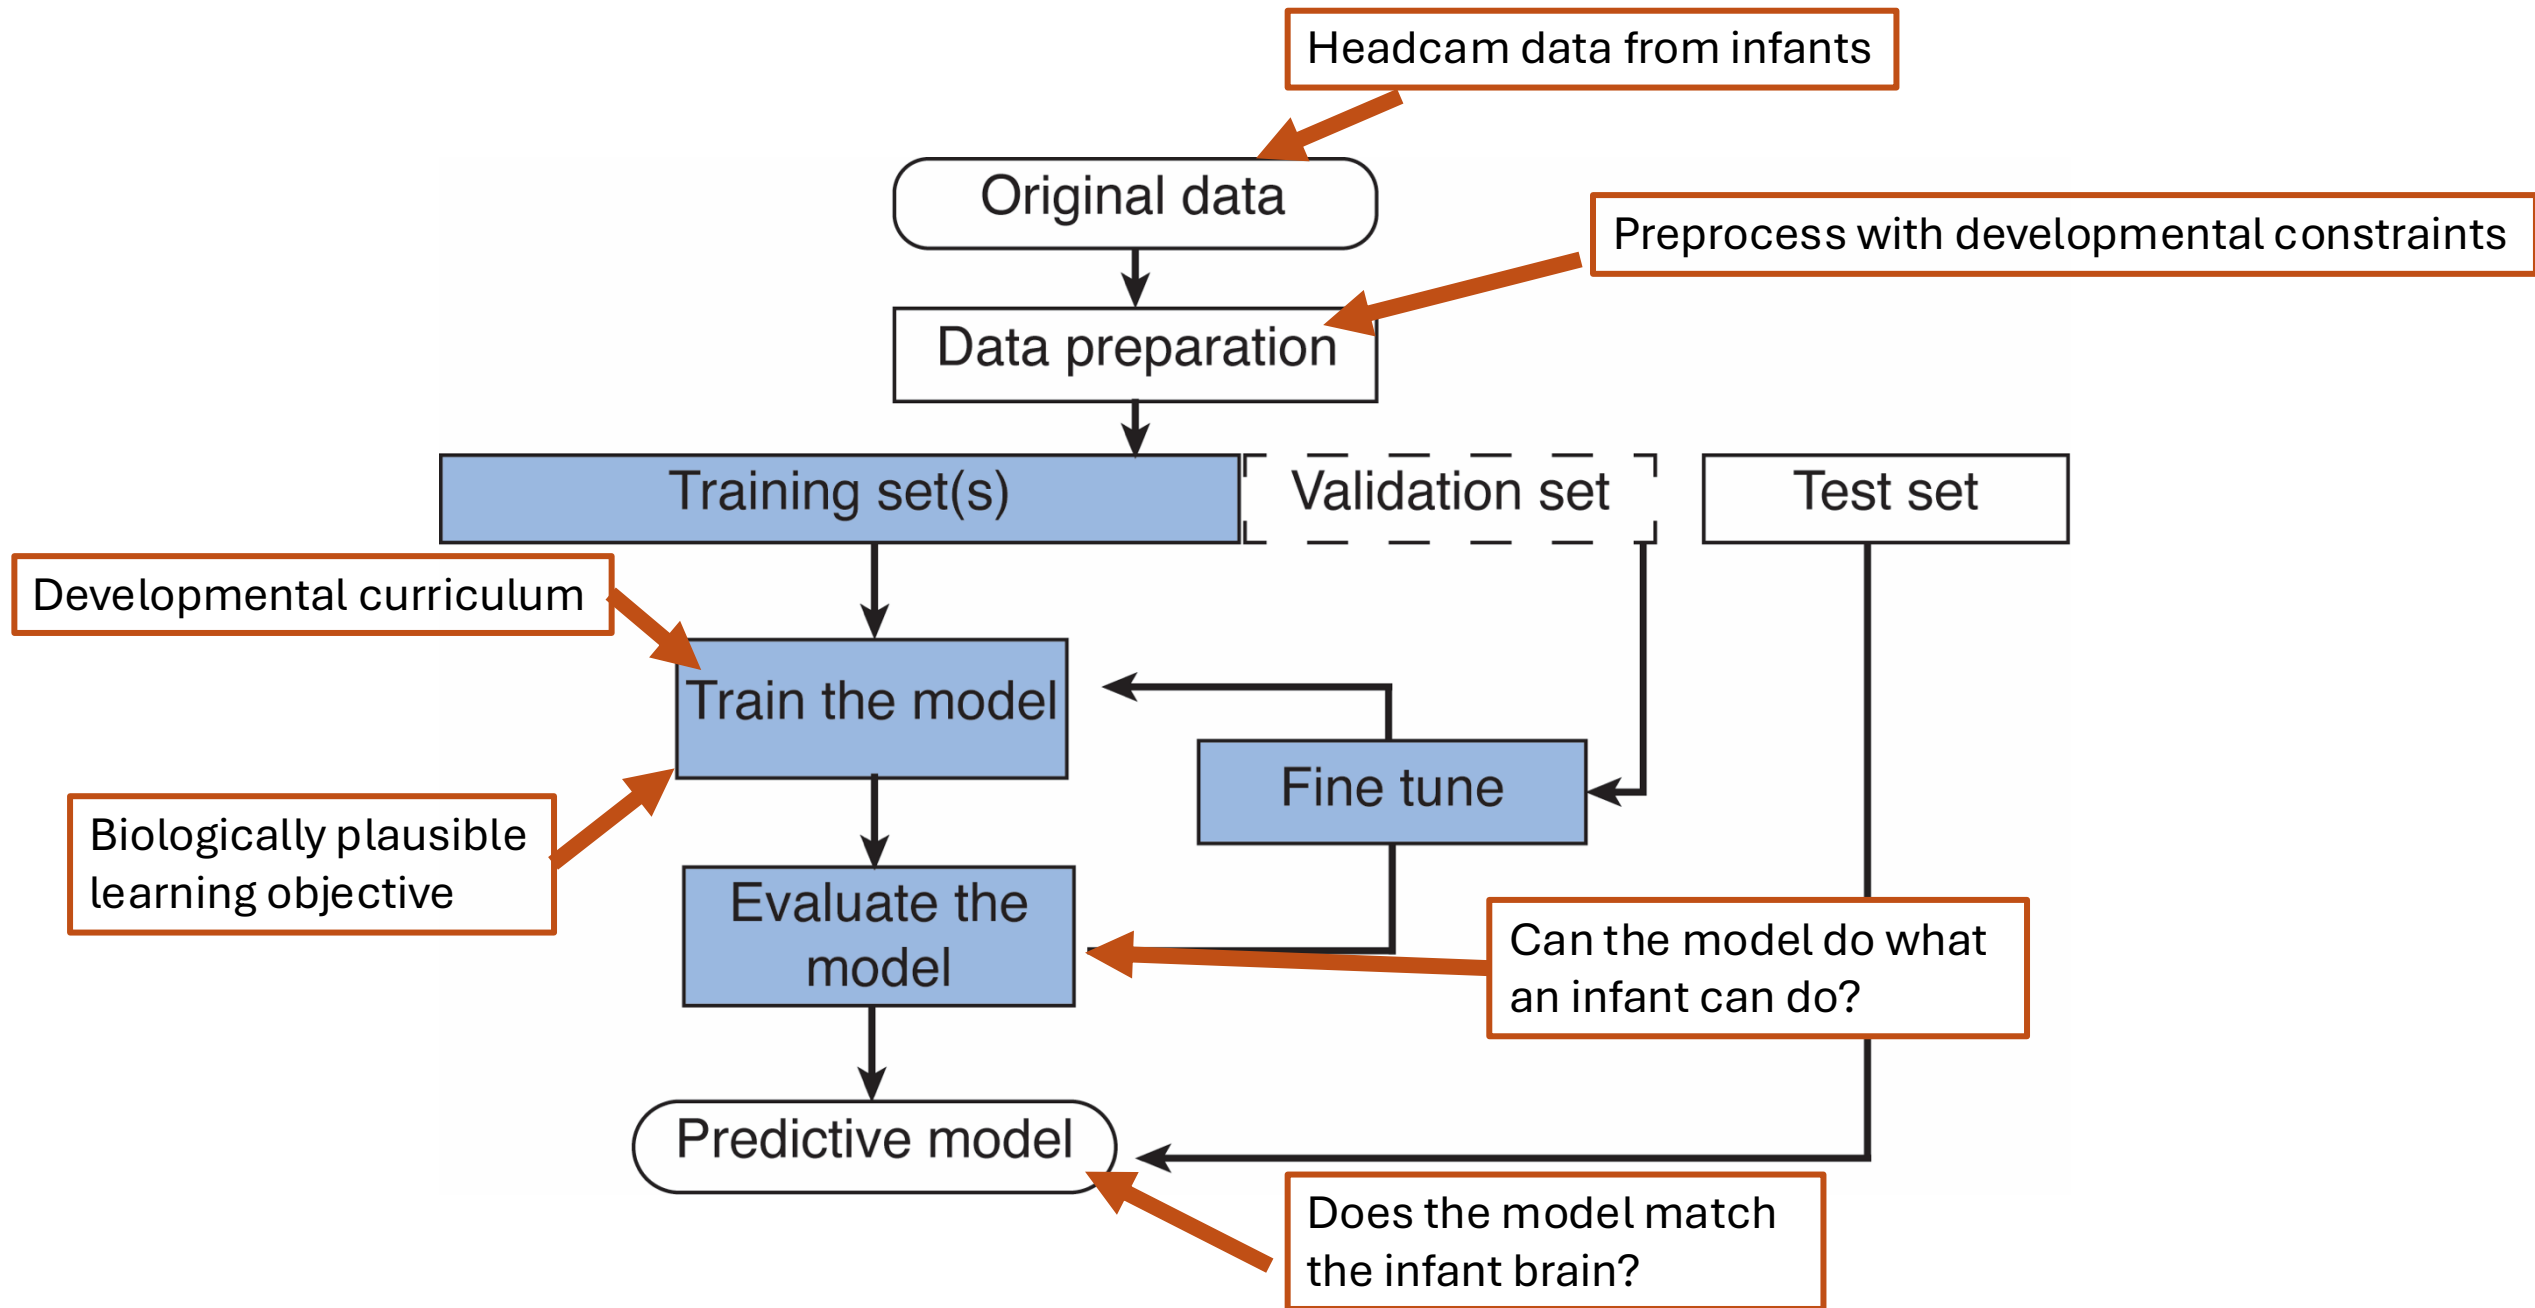 Headcam data from infants
Original data
Preprocess with developmental constraints
Data preparation
Training set(s)
Validation set
Test set
Developmental curriculum
Train the model
Fine tune
Biologically plausible
learning objective
Evaluate the
model
Can the model do what
an infant can do?
Predictive model
Does the model match
the infant brain?